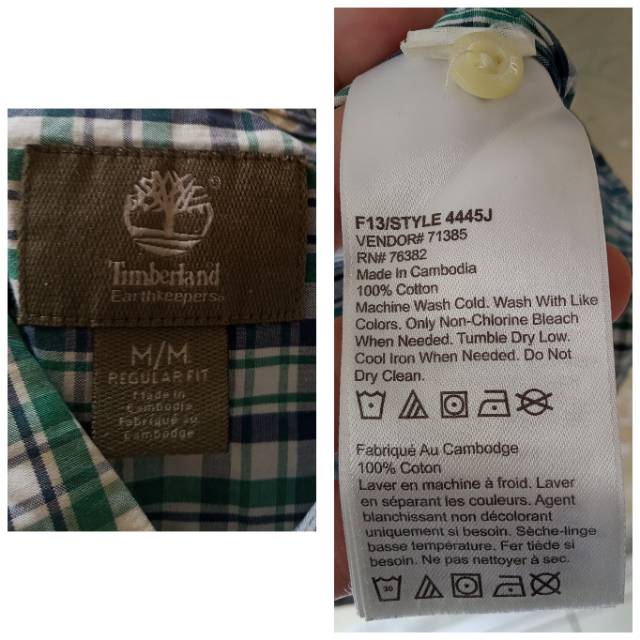 Timberland
Earthkeepers®
M/M
REGULAR FIT
Made in
Cambodia
Fabriqué au
Cambodge
F13/STYLE 4445J
VENDOR# 71385
RN# 76382
Made In Cambodia
100% Cotton
Machine Wash Cold. Wash With Like
Colors. Only Non-Chlorine Bleach
When Needed. Tumble Dry Low.
Cool Iron When Needed. Do Not
Dry Clean.
Fabriqué Au Cambodge
100% Coton
Laver en machine à froid. Laver
en séparant les couleurs. Agent
blanchissant non décolorant
uniquement si besoin. Sèche-linge
basse température. Fer tiède si
besoin. Ne pas nettoyer à sec.
30